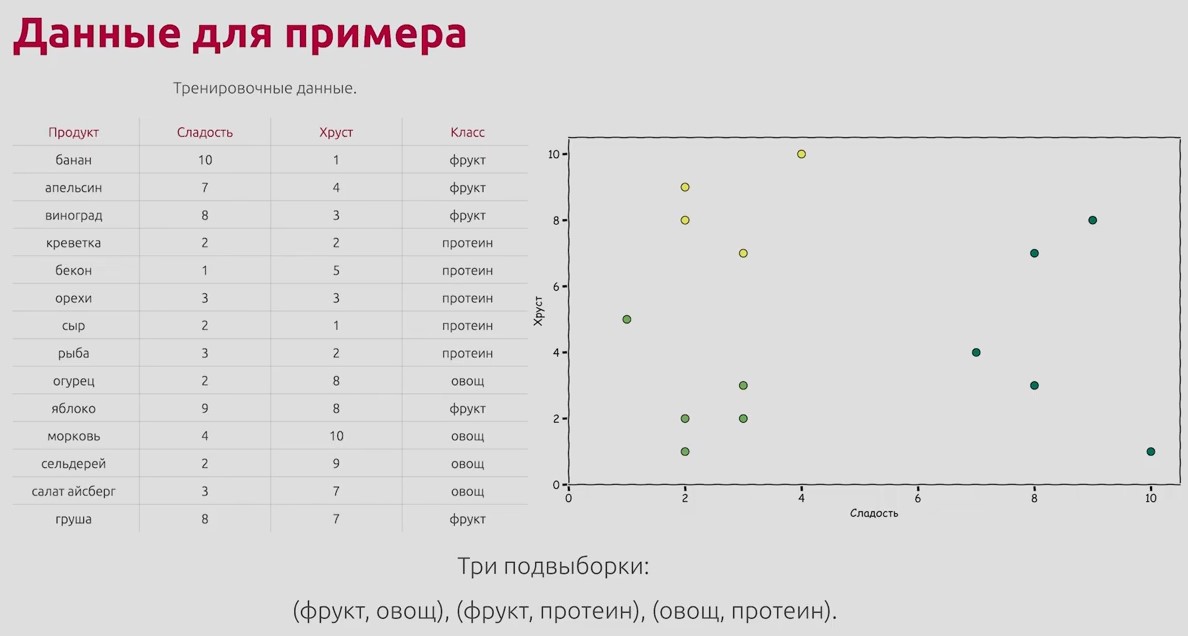 Данные для примера
Тренировочные данные.
Продукт Сладость Хруст Класс
банан 10 1 фрукт
апельсин 7 4 фрукт
виноград 8 3 фрукт
креветка 2 2 протеин
бекон 1 5 протеин
орехи 3 3 протеин
сыр 2 1 протеин
рыба 3 2 протеин
огурец 2 8 овощ
яблоко 9 8 фрукт
морковь 4 10 овощ
сельдерей 2 9 овощ
салат айсберг 3 7 овощ
груша 8 7 фрукт
Хруст
10
8
6
4
2
0
0 2 4 6 8 10
Сладость
Три подвыборки:
(фрукт, овощ), (фрукт, протеин), (овощ, протеин).